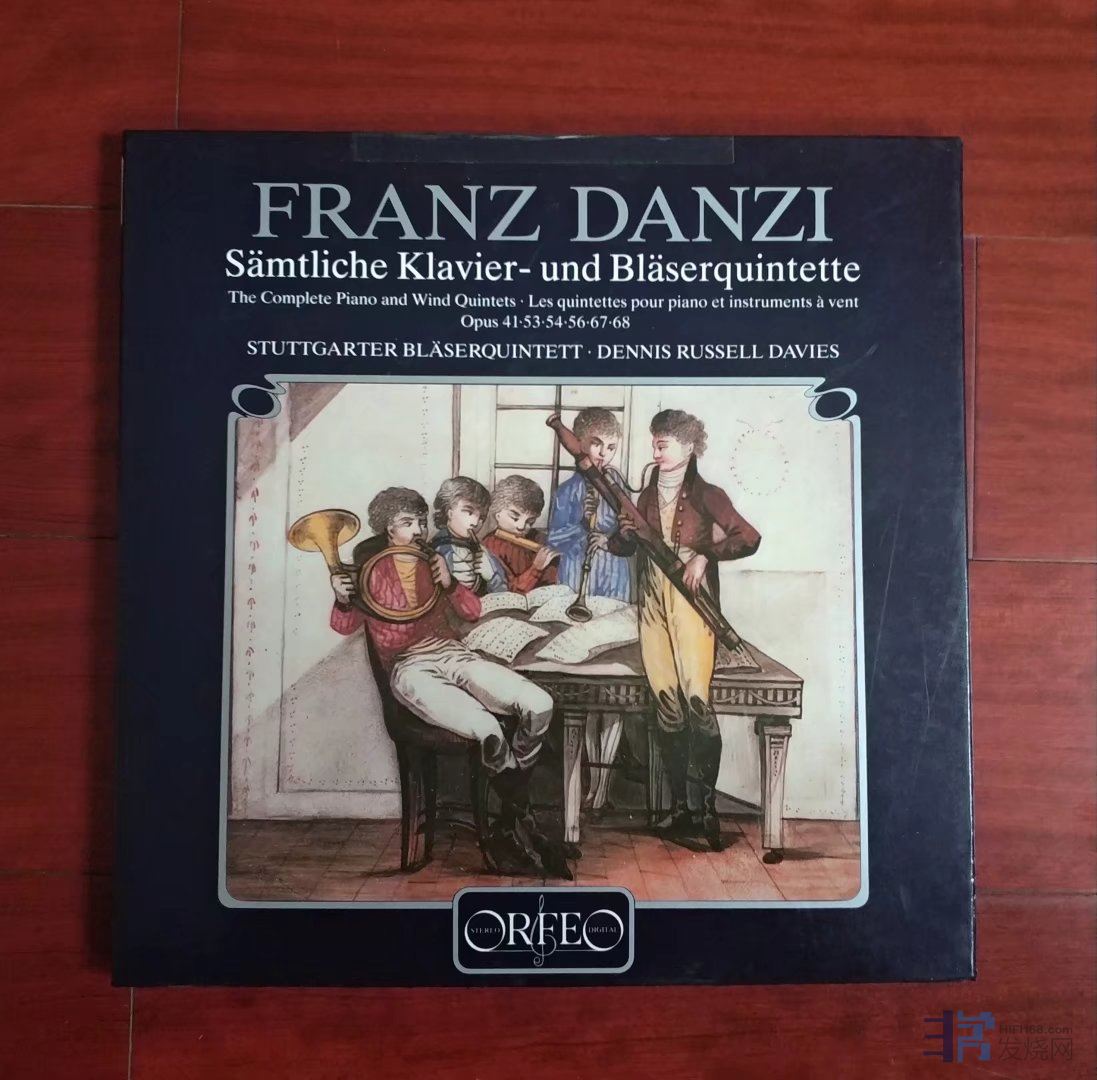 FRANZ DANZI
Sämtliche Klavier- und Bläserquintette
The Complete Piano and Wind Quintets · Les quintettes pour piano et instruments à vent
Opus 41·53·54·56·67·68
STUTTGARTER BLÄSERQUINTETT · DENNIS RUSSELL DAVIES
STEREO ORFEO DIGITAL
HIFI168.com
发烧网